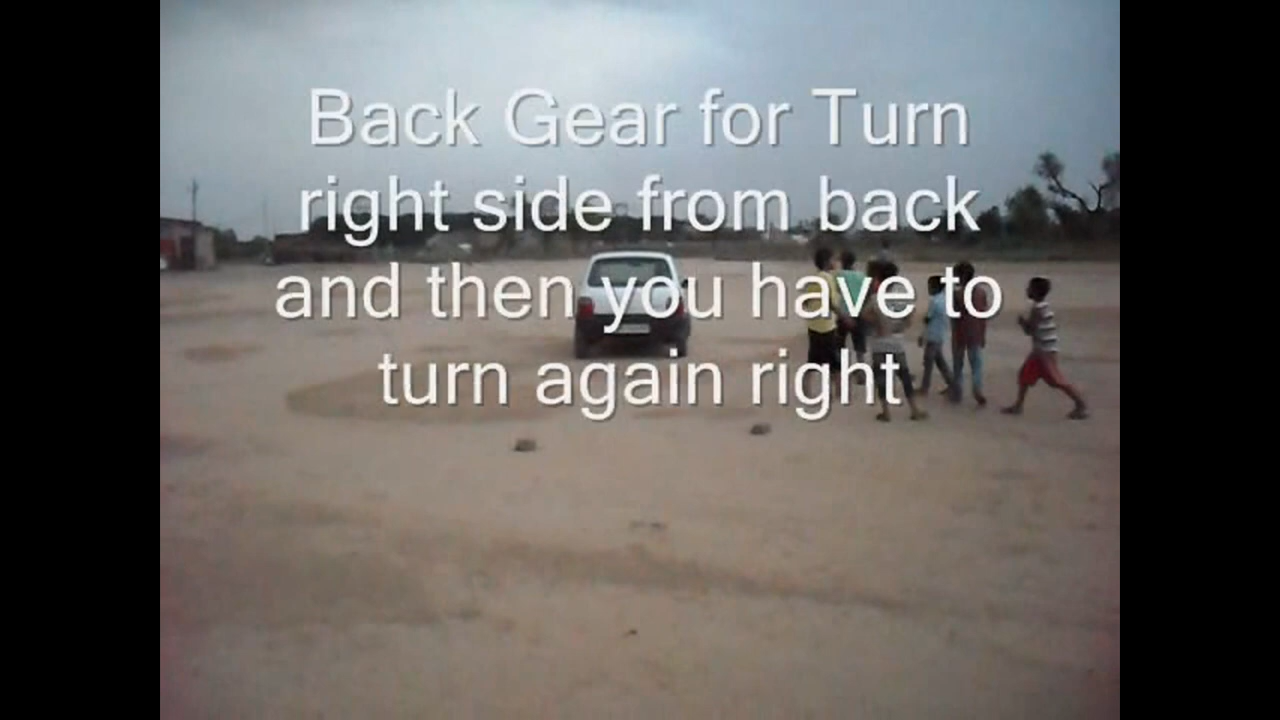 Back Gear for Turn
right side from back
and then you have to
turn again right